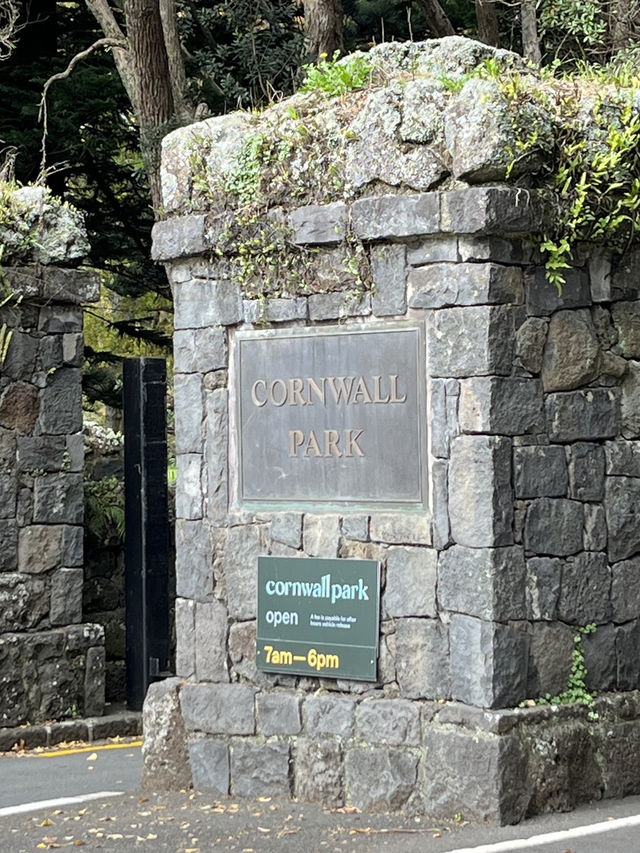 CORNWALL
PARK
cornwall park
open
A fee is payable for after
hours vehicle release
7am—6pm